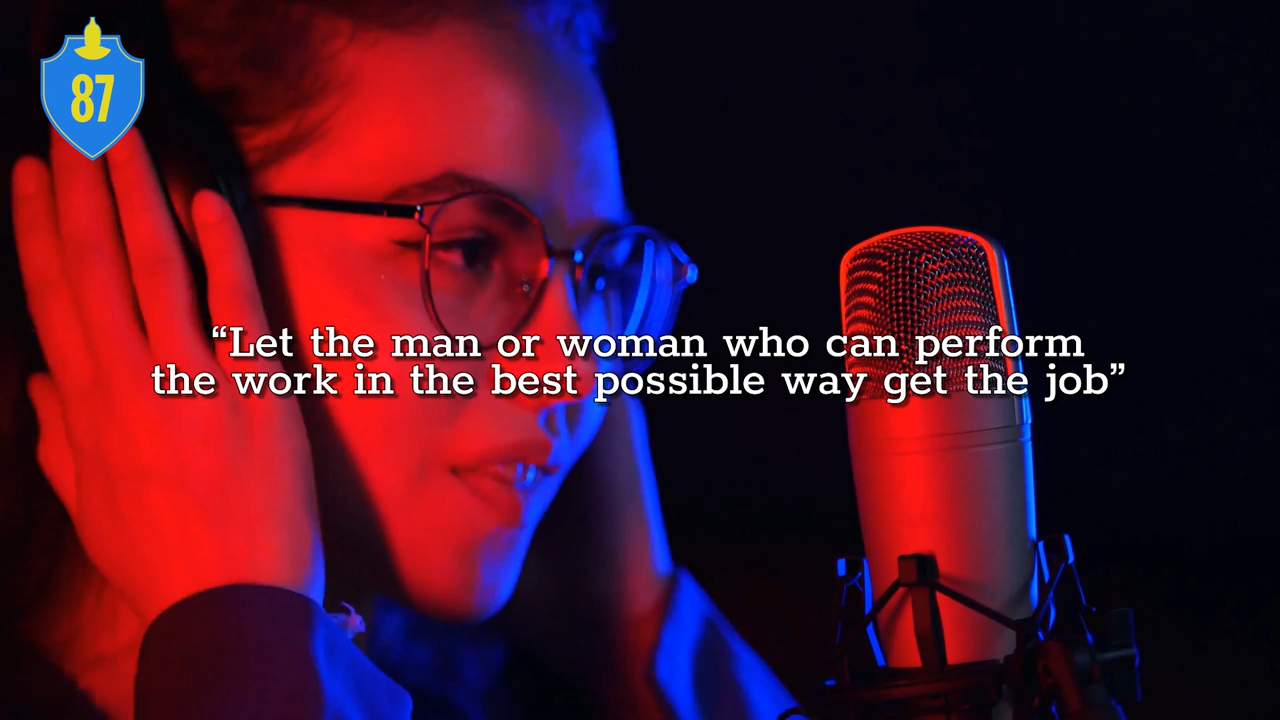 87
“Let the man or woman who can perform
the work in the best possible way get the job”